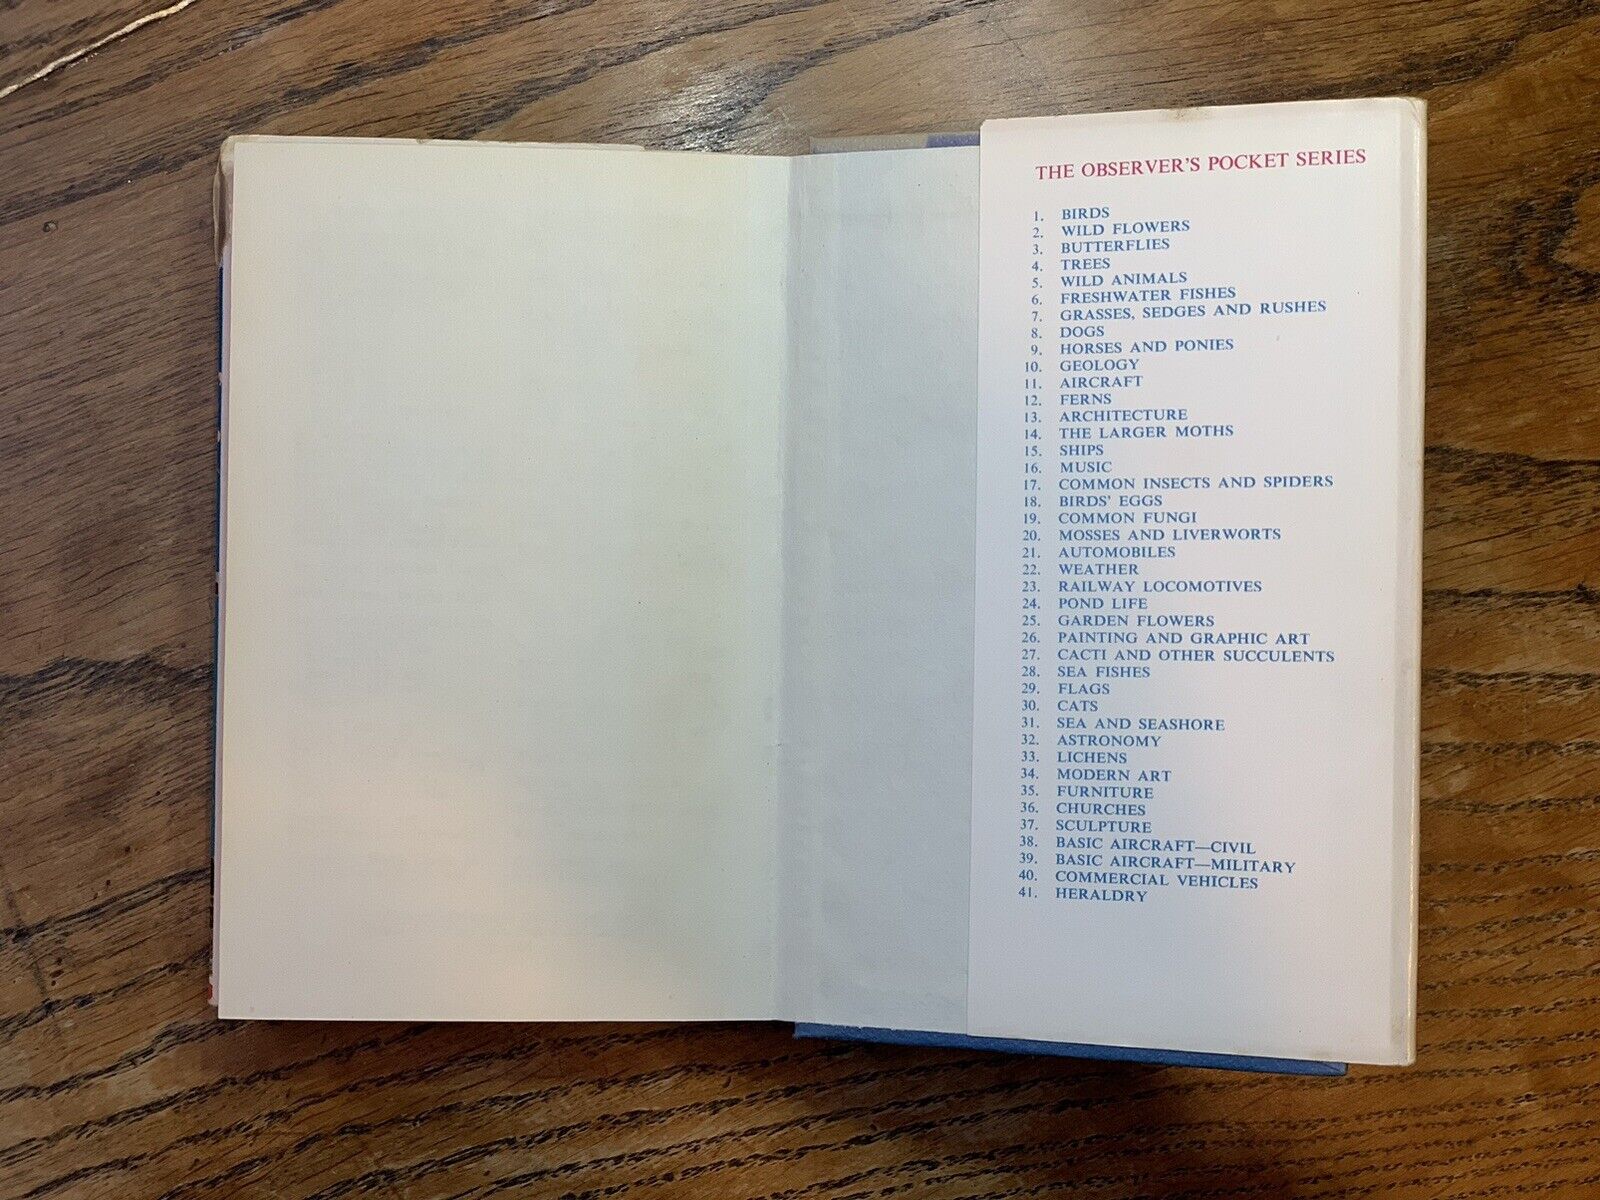 THE OBSERVER'S POCKET SERIES
1. BIRDS
2. WILD FLOWERS
3. BUTTERFLIES
4. TREES
5. WILD ANIMALS
6. FRESHWATER FISHES
7. GRASSES, SEDGES AND RUSHES
8. DOGS
9. HORSES AND PONIES
10. GEOLOGY
11. AIRCRAFT
12. FERNS
13. ARCHITECTURE
14. THE LARGER MOTHS
15. SHIPS
16. MUSIC
17. COMMON INSECTS AND SPIDERS
18. BIRDS' EGGS
19. COMMON FUNGI
20. MOSSES AND LIVERWORTS
21. AUTOMOBILES
22. WEATHER
23. RAILWAY LOCOMOTIVES
24. POND LIFE
25. GARDEN FLOWERS
26. PAINTING AND GRAPHIC ART
27. CACTI AND OTHER SUCCULENTS
28. SEA FISHES
29. FLAGS
30. CATS
31. SEA AND SEASHORE
32. ASTRONOMY
33. LICHENS
34. MODERN ART
35. FURNITURE
36. CHURCHES
37. SCULPTURE
38. BASIC AIRCRAFT—CIVIL
39. BASIC AIRCRAFT—MILITARY
40. COMMERCIAL VEHICLES
41. HERALDRY